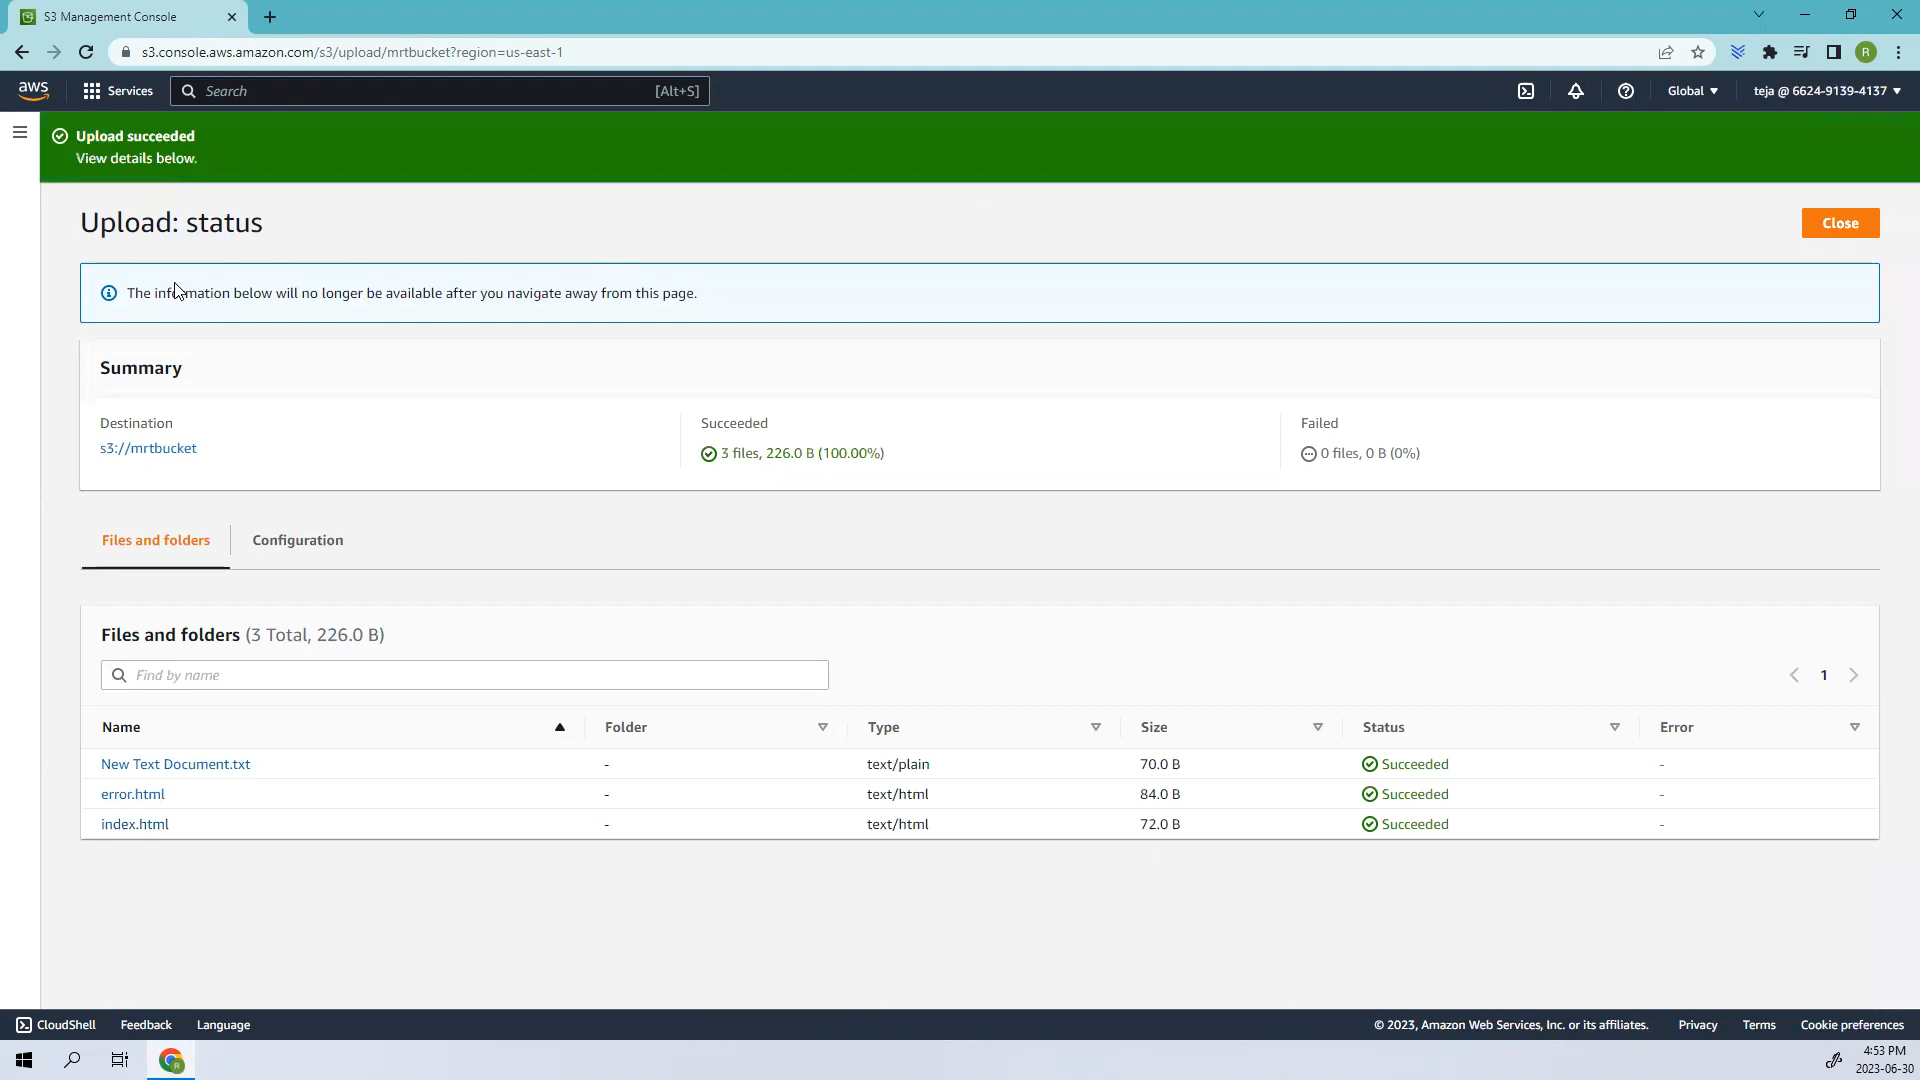 S3 Management Console
s3.console.aws.amazon.com/s3/upload/mrtbucket?region=us-east-1
R
aws Services Search [Alt+S] Global teja @ 6624-9139-4137
Upload succeeded
View details below.
Upload: status
Close
The information below will no longer be available after you navigate away from this page.
Summary
Destination Succeeded Failed
s3://mrtbucket 3 files, 226.0 B (100.00%) 0 files, 0 B (0%)
Files and folders Configuration
Files and folders (3 Total, 226.0 B)
Find by name 1
Name Folder Type Size Status Error
New Text Document.txt - text/plain 70.0 B Succeeded -
error.html - text/html 84.0 B Succeeded -
index.html - text/html 72.0 B Succeeded -
CloudShell Feedback Language © 2023, Amazon Web Services, Inc. or its affiliates. Privacy Terms Cookie preferences
R
4:53 PM
2023-06-30